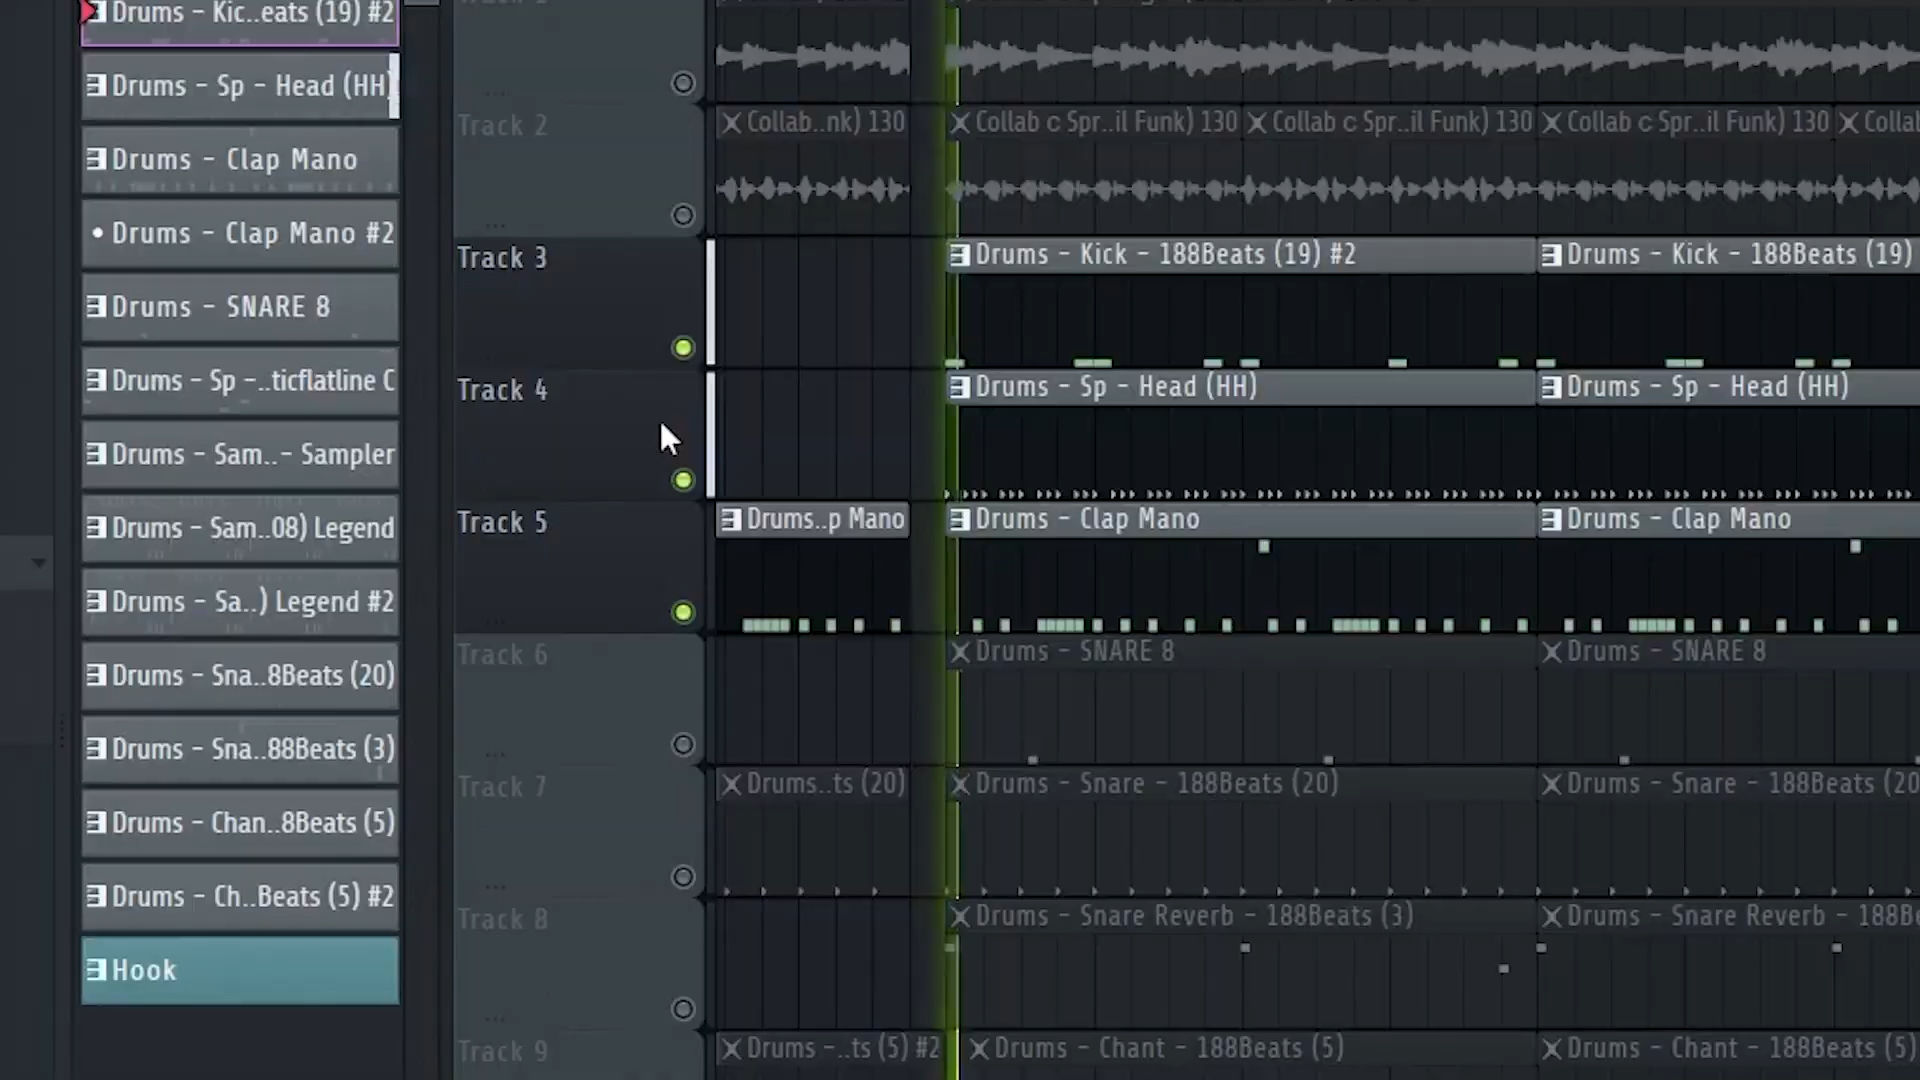 Drums - Kic..eats (19) #2
Drums - Sp - Head (HH)
Drums - Clap Mano
Drums - Clap Mano #2
Drums - SNARE 8
Drums - Sp -..ticflatline C
Drums - Sam..- Sampler
Drums - Sam..08) Legend
Drums - Sa..) Legend #2
Drums - Sna..8Beats (20)
Drums - Sna..88Beats (3)
Drums - Chan..8Beats (5)
Drums - Ch..Beats (5) #2
Hook
Track 2
Collab..nk) 130
Collab c Spr..il Funk) 130
Collab c Spr..il Funk) 130
Collab c Spr..il Funk) 130
Track 3
Drums - Kick - 188Beats (19) #2
Drums - Kick - 188Beats (19)
Track 4
Drums - Sp - Head (HH)
Drums - Sp - Head (HH)
Track 5
Drums..p Mano
Drums - Clap Mano
Drums - Clap Mano
Track 6
Drums - SNARE 8
Drums - SNARE 8
Track 7
Drums..ts (20)
Drums - Snare - 188Beats (20)
Drums - Snare - 188Beats (20
Track 8
Drums - Snare Reverb - 188Beats (3)
Drums - Snare Reverb - 188B
Track 9
Drums -..ts (5) #2
Drums - Chant - 188Beats (5)
Drums - Chant - 188Beats (5)